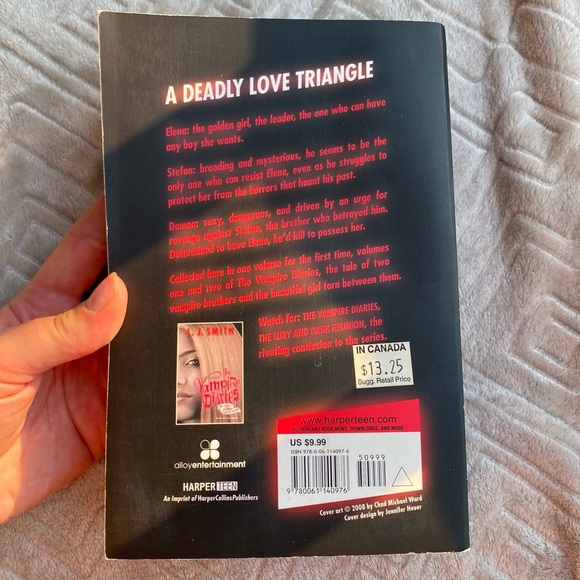 A DEADLY LOVE TRIANGLE
Elena: the golden girl, the leader, the one who can have
any boy she wants.
Stefan: brooding and mysterious, he seems to be the
only one who can resist Elena, even as he struggles to
protect her from the horrors that haunt his past.
Damon: sexy, dangerous, and driven by an urge for
revenge against Stefan, the brother who betrayed him.
Determined to have Elena, he'd kill to possess her.
Collected here in one volume for the first time, volumes
one and two of The Vampire Diaries, the tale of two
vampire brothers and the beautiful girl torn between them.
Watch for: THE VAMPIRE DIARIES,
THE FURY AND DARK REUNION, the
riveting conclusion to the series.
L. J. SMITH
The
Vampire
Diaries
IN CANADA
$13.25
Sugg. Retail Price
alloyentertainment
HARPER TEEN
An Imprint of HarperCollinsPublishers
www.harperteen.com
AUTHOR AND BOOK NEWS, DOWNLOADS, AND MORE
US $9.99
ISBN 978-0-06-114097-6
50999
9 780061 140976
Cover art © 2008 by Chad Michael Ward
Cover design by Jennifer Heuer